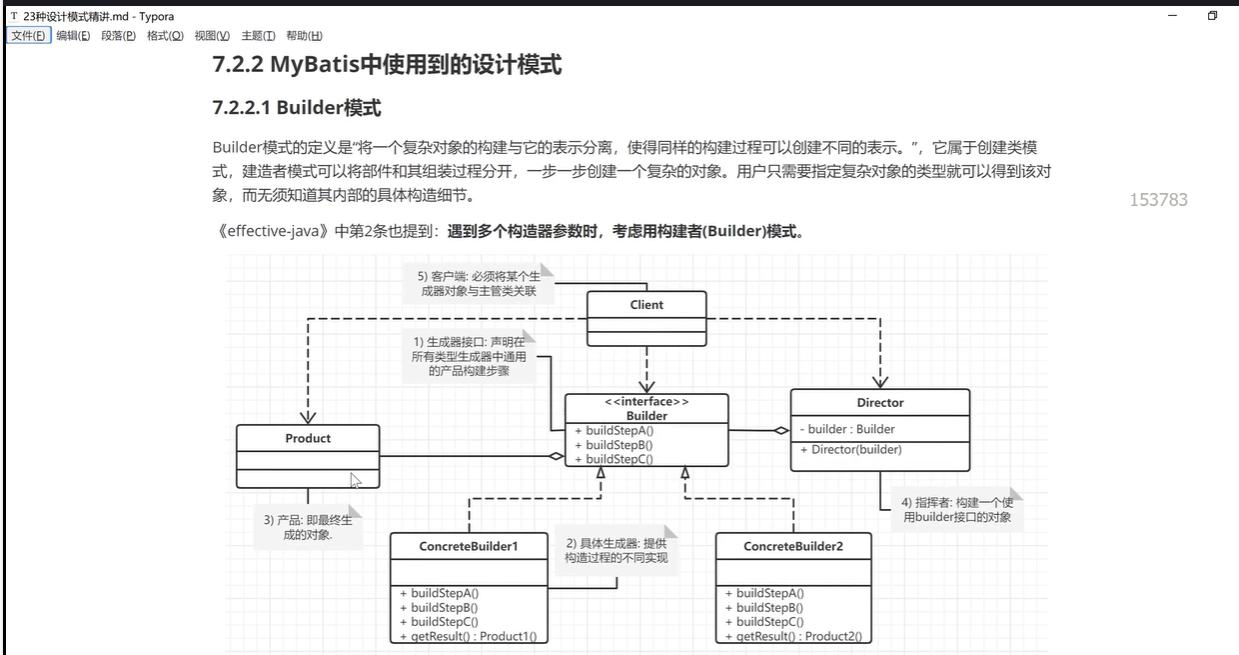 T 23种设计模式精讲.md - Typora
文件(F) 编辑(E) 段落(P) 格式(O) 视图(V) 主题(T) 帮助(H)
7.2.2 MyBatis中使用到的设计模式
7.2.2.1 Builder模式
Builder模式的定义是“将一个复杂对象的构建与它的表示分离，使得同样的构建过程可以创建不同的表示。”，它属于创建类模
式，建造者模式可以将部件和其组装过程分开，一步一步创建一个复杂的对象。用户只需要指定复杂对象的类型就可以得到该对
象，而无须知道其内部的具体构造细节。
153783
《effective-java》中第2条也提到：遇到多个构造器参数时，考虑用构建者(Builder)模式。
5) 客户端: 必须将某个生
成器对象与主管类关联
Client
1) 生成器接口: 声明在
所有类型生成器中通用
的产品构建步骤
<<interface>>
Builder
+ buildStepA()
+ buildStepB()
+ buildStepC()
Director
- builder : Builder
+ Director(builder)
Product
3) 产品: 即最终生
成的对象.
4) 指挥者: 构建一个使
用builder接口的对象
ConcreteBuilder1
+ buildStepA()
+ buildStepB()
+ buildStepC()
+ getResult() : Product1()
2) 具体生成器: 提供
构造过程的不同实现
ConcreteBuilder2
+ buildStepA()
+ buildStepB()
+ buildStepC()
+ getResult() : Product2()